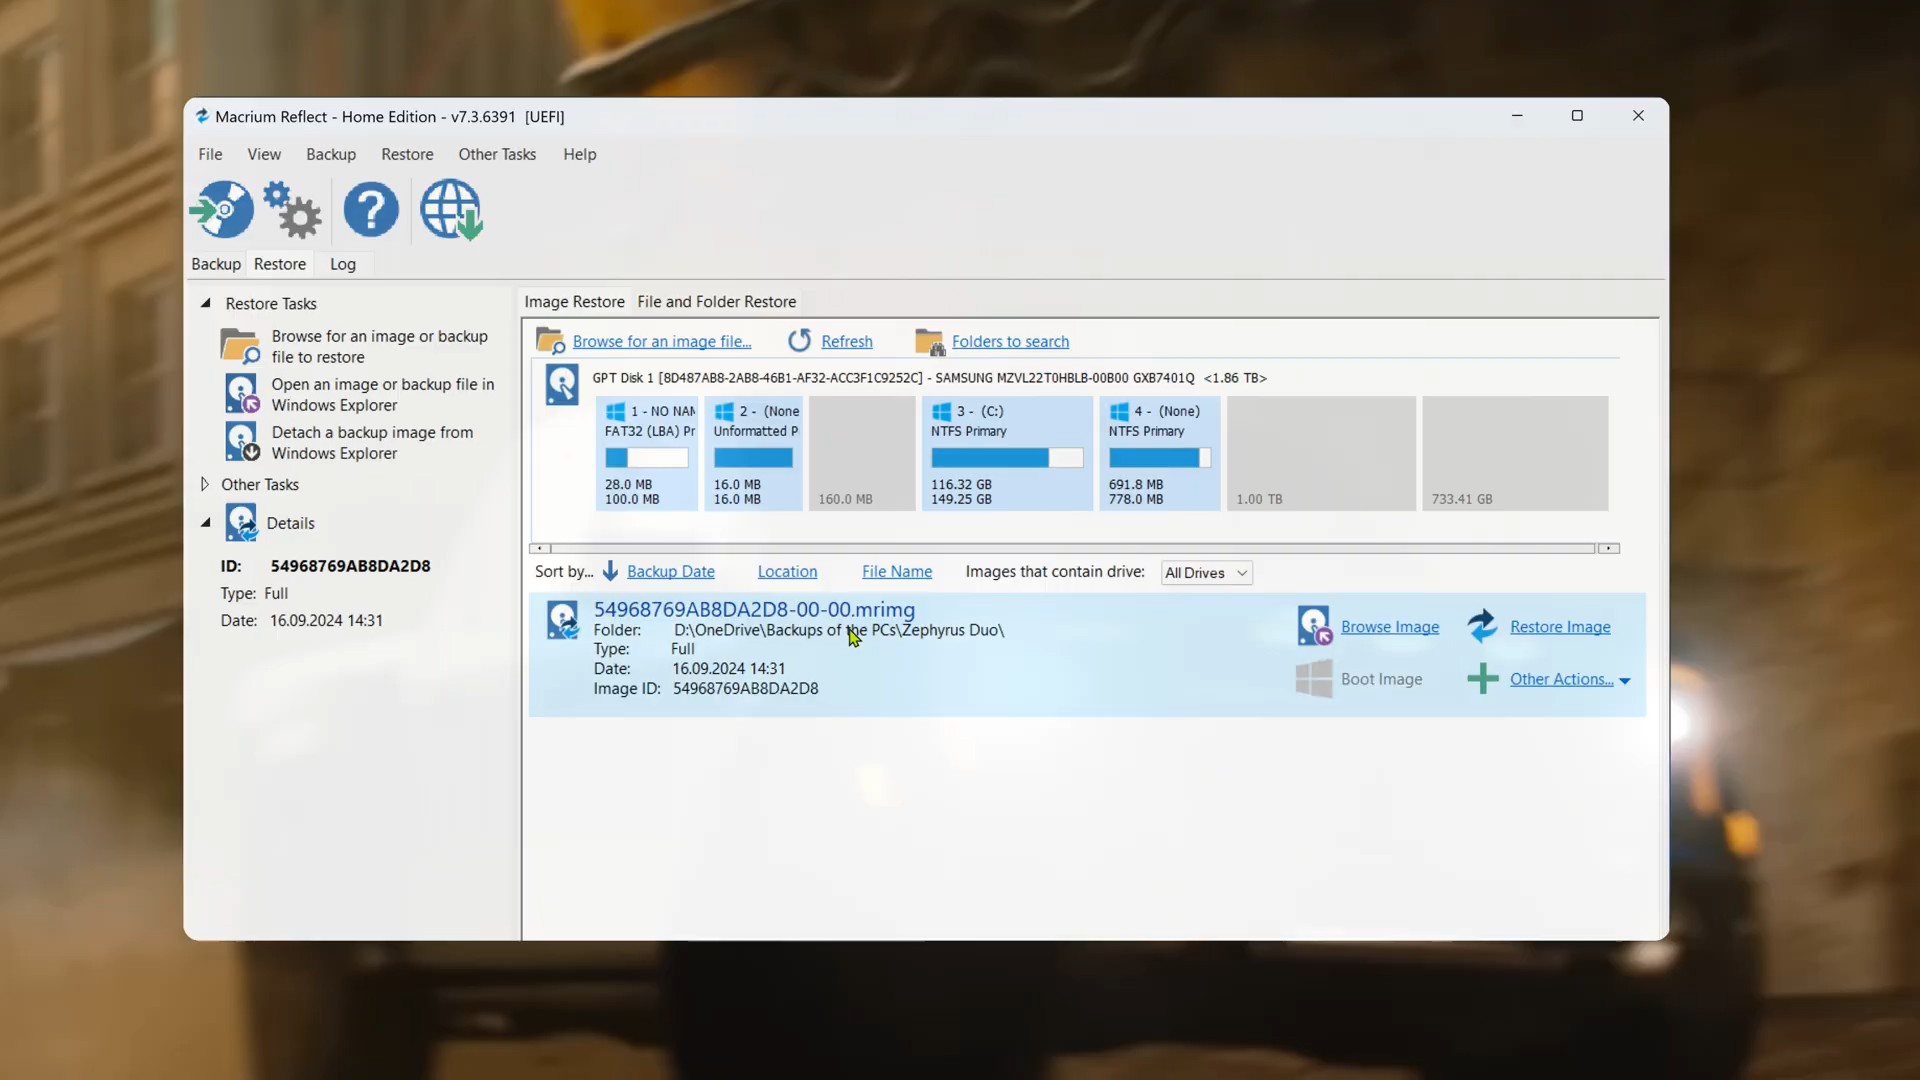 Macrium Reflect - Home Edition - v7.3.6391 [UEFI]
File View Backup Restore Other Tasks Help
Backup Restore Log
Restore Tasks
Browse for an image or backup
file to restore
Open an image or backup file in
Windows Explorer
Detach a backup image from
Windows Explorer
Other Tasks
Details
ID: 54968769AB8DA2D8
Type: Full
Date: 16.09.2024 14:31
Image Restore File and Folder Restore
Browse for an image file... Refresh Folders to search
GPT Disk 1 [8D487AB8-2AB8-46B1-AF32-ACC3F1C9252C] - SAMSUNG MZVL22T0HBLB-00B00 GXB7401Q <1.86 TB>
1 - NO NAM
FAT32 (LBA) Pr
28.0 MB
100.0 MB
2 - (None
Unformatted P
16.0 MB
16.0 MB
160.0 MB
3 - (C:)
NTFS Primary
116.32 GB
149.25 GB
4 - (None)
NTFS Primary
691.8 MB
778.0 MB
1.00 TB
733.41 GB
Sort by... Backup Date Location File Name Images that contain drive: All Drives
54968769AB8DA2D8-00-00.mrimg
Folder: D:\OneDrive\Backups of the PCs\Zephyrus Duo\
Type: Full
Date: 16.09.2024 14:31
Image ID: 54968769AB8DA2D8
Browse Image Restore Image
Boot Image Other Actions...